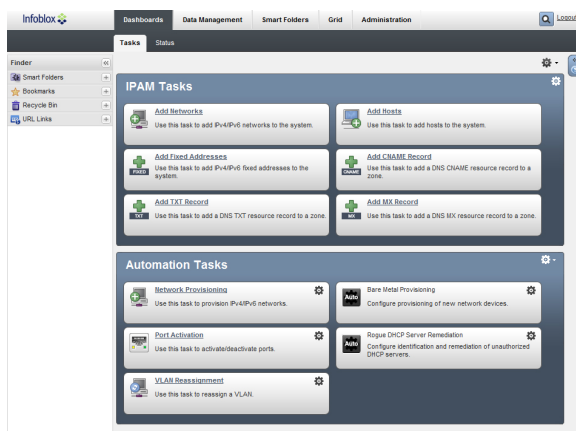 Infoblox
Dashboards Data Management Smart Folders Grid Administration
Logout
Tasks Status
Finder
Smart Folders
Bookmarks
Recycle Bin
URL Links
IPAM Tasks
Add Networks
Use this task to add IPv4/IPv6 networks to the system.
Add Hosts
Use this task to add hosts to the system.
FIXED
Add Fixed Addresses
Use this task to add IPv4/IPv6 fixed addresses to the
system.
CNAME
Add CNAME Record
Use this task to add a DNS CNAME resource record to a
zone.
TXT
Add TXT Record
Use this task to add a DNS TXT resource record to a zone.
MX
Add MX Record
Use this task to add a DNS MX resource record to a zone.
Automation Tasks
Network Provisioning
Use this task to provision IPv4/IPv6 networks.
Auto
Bare Metal Provisioning
Configure provisioning of new network devices.
Port Activation
Use this task to activate/deactivate ports.
Auto
Rogue DHCP Server Remediation
Configure identification and remediation of unauthorized
DHCP servers.
VLAN Reassignment
Use this task to reassign a VLAN.